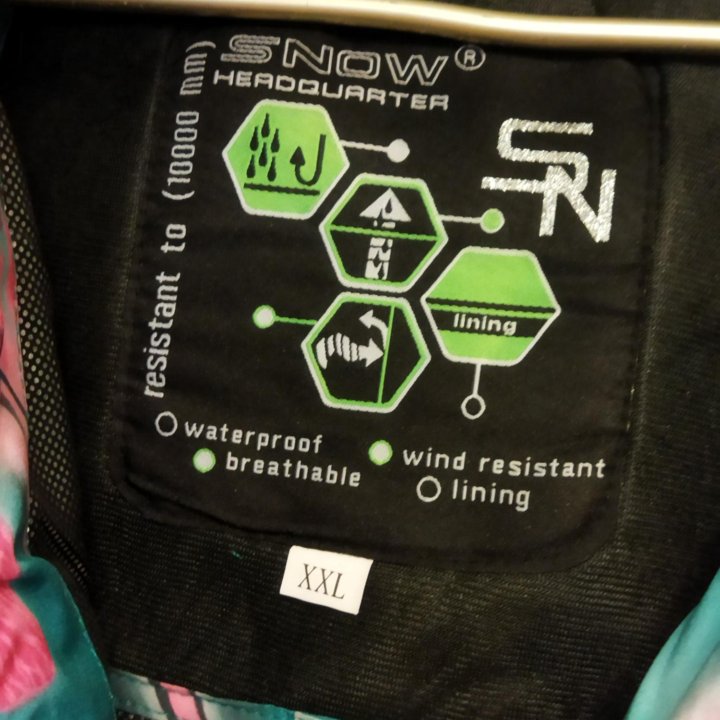 SNOW ®
HEADQUARTER
resistant to (10000 mm)
SN
lining
waterproof
breathable
wind resistant
lining
XXL